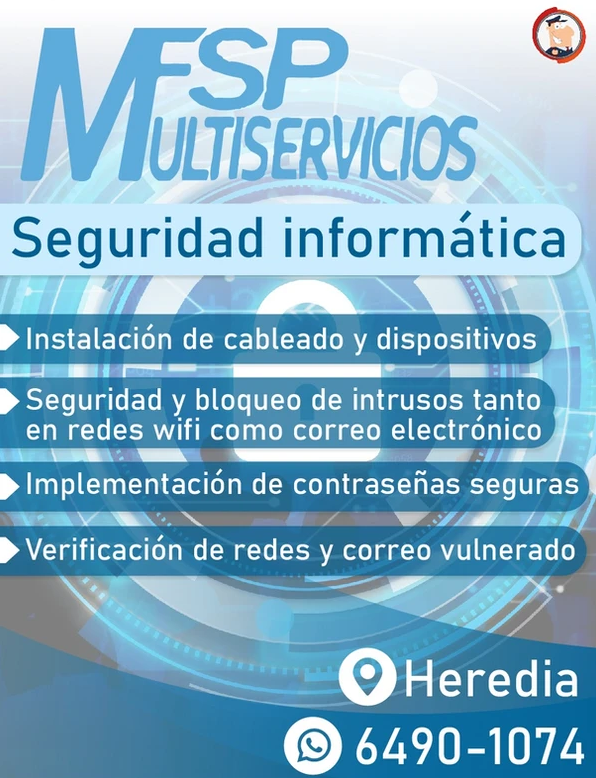 MFSP
MULTISERVICIOS
Seguridad informática
Instalación de cableado y dispositivos
Seguridad y bloqueo de intrusos tanto
en redes wifi como correo electrónico
Implementación de contraseñas seguras
Verificación de redes y correo vulnerado
Heredia
6490-1074